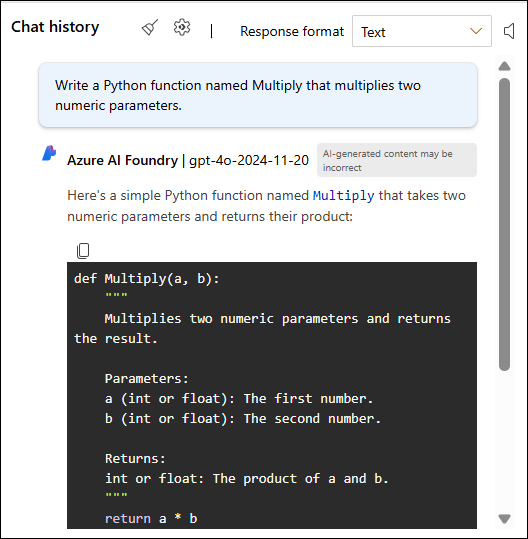 Chat history
Response format
Text
Write a Python function named Multiply that multiplies two
numeric parameters.
Azure AI Foundry | gpt-4o-2024-11-20
AI-generated content may be
incorrect
Here's a simple Python function named Multiply that takes two
numeric parameters and returns their product:
def Multiply(a, b):
    """
    Multiplies two numeric parameters and returns
the result.
    Parameters:
    a (int or float): The first number.
    b (int or float): The second number.
    Returns:
    int or float: The product of a and b.
    """
    return a * b